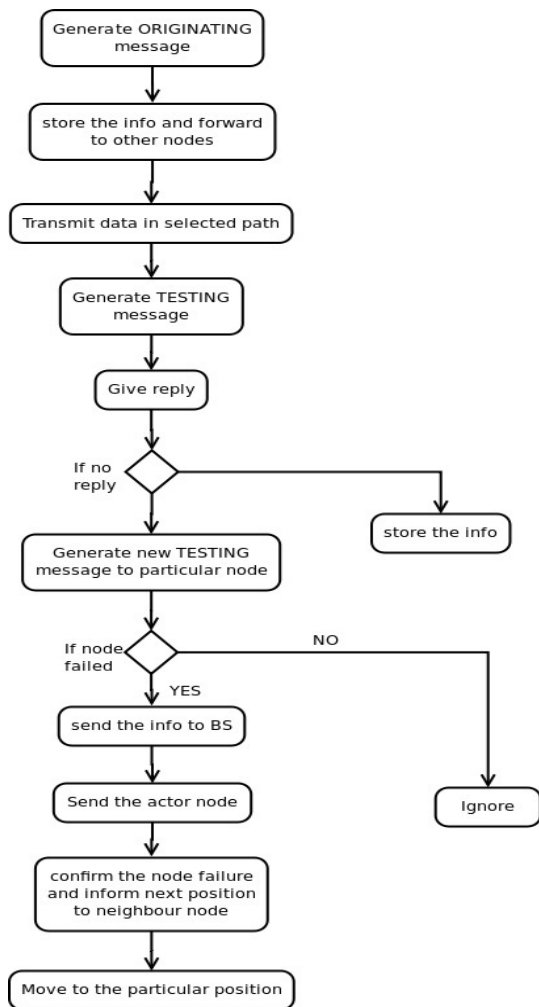 Generate ORIGINATING
message
store the info and forward
to other nodes
Transmit data in selected path
Generate TESTING
message
Give reply
If no
reply
store the info
Generate new TESTING
message to particular node
If node
failed
NO
YES
send the info to BS
Send the actor node
Ignore
confirm the node failure
and inform next position
to neighbour node
Move to the particular position